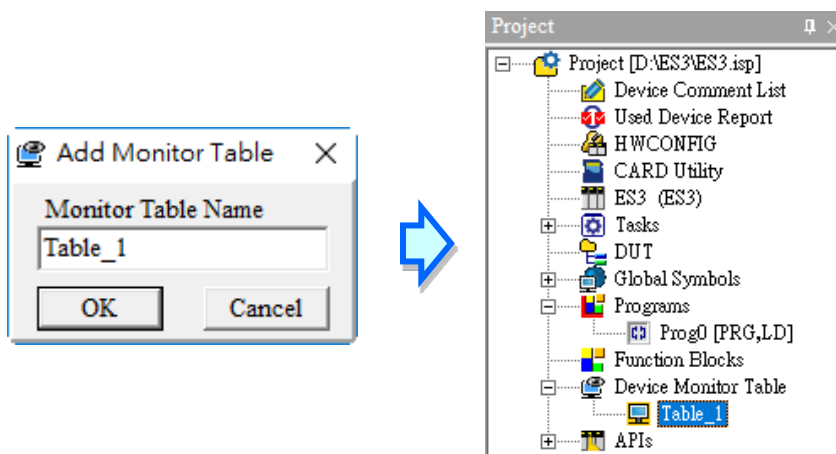 Add Monitor Table
Monitor Table Name
Table_1
OK
Cancel
Project
Project [D:\ES3\ES3.isp]
Device Comment List
Used Device Report
HWCONFIG
CARD Utility
ES3 (ES3)
Tasks
DUT
Global Symbols
Programs
Prog0 [PRG,LD]
Function Blocks
Device Monitor Table
Table_1
APIs